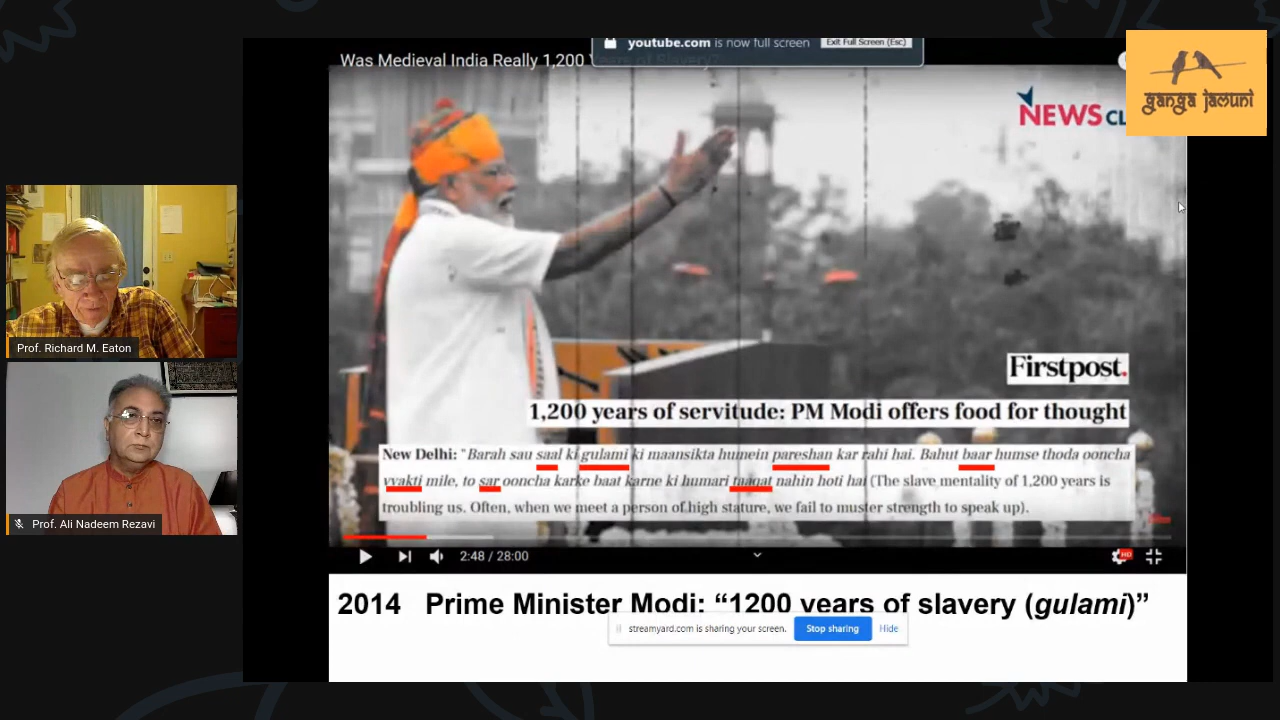 Was Medieval India Really 1,200 Years of Slavery?
youtube.com is now full screen
Exit Full Screen (Esc)
ganga jamuni
NEWS CL
Prof. Richard M. Eaton
Firstpost.
1,200 years of servitude: PM Modi offers food for thought
New Delhi: "Barah sau saal ki gulami ki maansikta humein pareshan kar rahi hai. Bahut baar humse thoda ooncha
vyakti mile, to sar ooncha karke baat karne ki humari taaqat nahin hoti hai (The slave mentality of 1,200 years is
troubling us. Often, when we meet a person of high stature, we fail to muster strength to speak up).
Prof. Ali Nadeem Rezavi
2:48 / 28:00
HD
2014 Prime Minister Modi: “1200 years of slavery (gulami)”
streamyard.com is sharing your screen.
Stop sharing
Hide